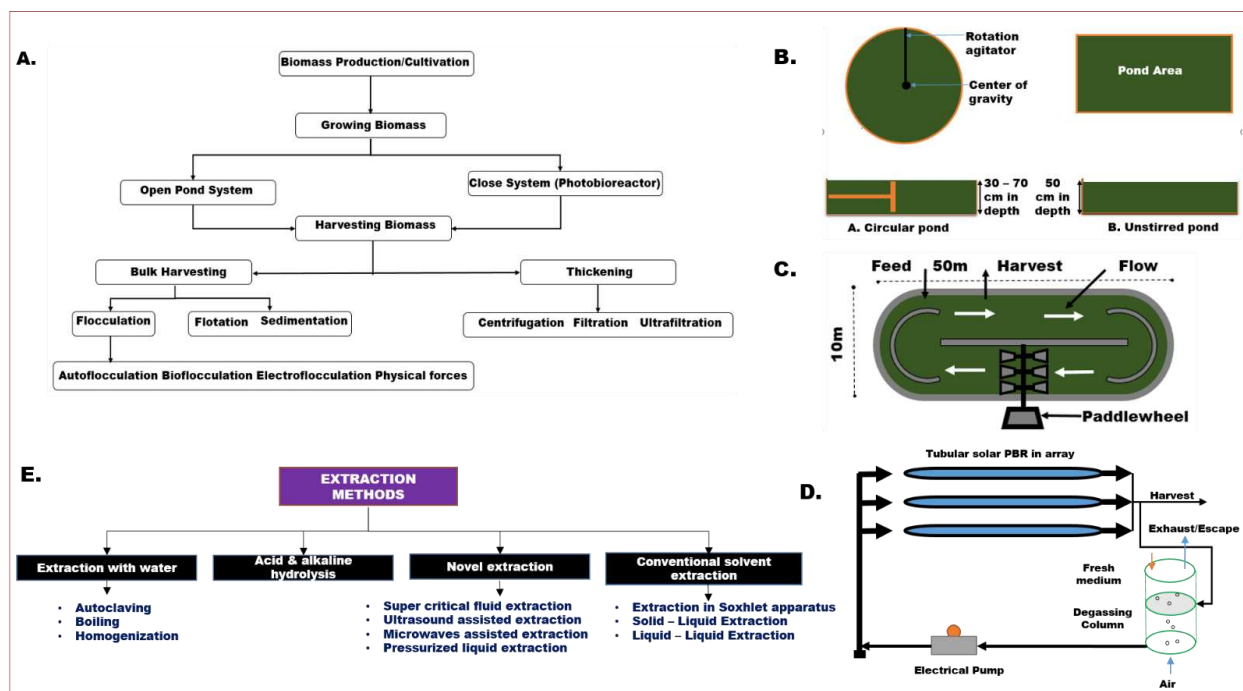 A.
Biomass Production/Cultivation
Growing Biomass
Open Pond System
Close System (Photobioreactor)
Harvesting Biomass
Bulk Harvesting
Thickening
Flocculation
Flotation Sedimentation
Centrifugation Filtration Ultrafiltration
Autoflocculation Bioflocculation Electroflocculation Physical forces
B.
Rotation
agitator
Center of
gravity
Pond Area
30 – 70
cm in
depth
50
cm in
depth
A. Circular pond
B. Unstirred pond
C.
Feed 50m Harvest Flow
10m
Paddlewheel
D.
Tubular solar PBR in array
Harvest
Exhaust/Escape
Fresh
medium
Degassing
Column
Electrical Pump
Air
E.
EXTRACTION
METHODS
Extraction with water
• Autoclaving
• Boiling
• Homogenization
Acid & alkaline
hydrolysis
Novel extraction
• Super critical fluid extraction
• Ultrasound assisted extraction
• Microwaves assisted extraction
• Pressurized liquid extraction
Conventional solvent
extraction
• Extraction in Soxhlet apparatus
• Solid – Liquid Extraction
• Liquid – Liquid Extraction